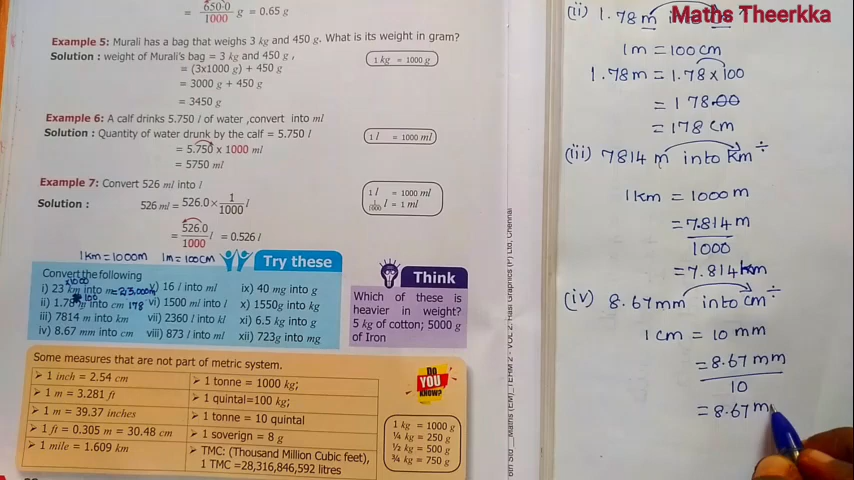 = 650.0/1000 g = 0.65 g
Example 5: Murali has a bag that weighs 3 kg and 450 g. What is its weight in gram?
Solution : weight of Murali's bag = 3 kg and 450 g,
1 kg = 1000 g
= (3x1000 g) + 450 g
= 3000 g + 450 g
= 3450 g
Example 6: A calf drinks 5.750 l of water ,convert into ml
Solution : Quantity of water drunk by the calf = 5.750 l
1 l = 1000 ml
= 5.750 x 1000 ml
= 5750 ml
Example 7: Convert 526 ml into l
Solution : 526 ml = 526.0 × 1/1000 l
1 l = 1000 ml
1/1000 l = 1 ml
= 526.0/1000 l = 0.526 l
1km = 1000m 1m = 100cm
Try these
Convert the following
x1000
i) 23 km into m = 23,000m
x100
ii) 1.78 m into cm 178
iii) 7814 m into km
iv) 8.67 mm into cm
v) 16 l into ml
vi) 1500 ml into l
vii) 2360 l into kl
viii) 873 l into ml
ix) 40 mg into g
x) 1550g into kg
xi) 6.5 kg into g
xii) 723g into mg
Think
Which of these is
heavier in weight?
5 kg of cotton; 5000 g
of Iron
Some measures that are not part of metric system.
1 inch = 2.54 cm
1 m = 3.281 ft
1 m = 39.37 inches
1 ft = 0.305 m = 30.48 cm
1 mile = 1.609 km
1 tonne = 1000 kg;
1 quintal=100 kg;
1 tonne = 10 quintal
1 soverign = 8 g
TMC: (Thousand Million Cubic feet),
1 TMC =28,316,846,592 litres
DO
YOU
KNOW?
1 kg = 1000 g
¼ kg = 250 g
½ kg = 500 g
¾ kg = 750 g
Maths Theerkka
(ii) 1.78 m into
1m = 100cm
1.78m = 1.78×100
= 178.00
= 178 cm
(iii) 7814 m into km ÷
1km = 1000 m
= 7.814 m
1000
= 7.814km
(iv) 8.67mm into cm ÷
1 cm = 10 mm
= 8.67 mm
10
= 8.67 m